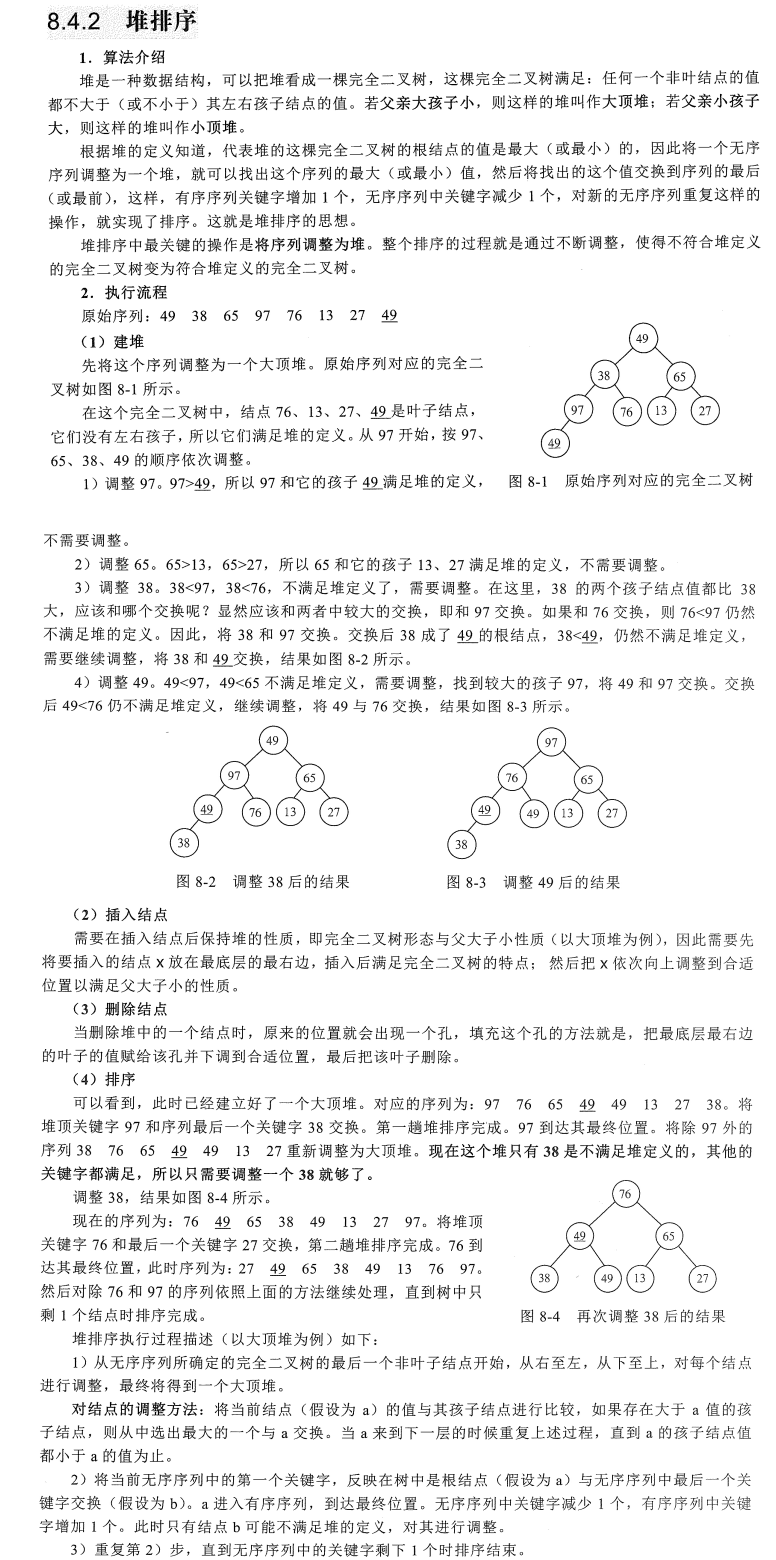 8.4.2 堆排序
1．算法介绍
堆是一种数据结构，可以把堆看成一棵完全二叉树，这棵完全二叉树满足：任何一个非叶结点的值
都不大于（或不小于）其左右孩子结点的值。若父亲大孩子小，则这样的堆叫作大顶堆；若父亲小孩子
大，则这样的堆叫作小顶堆。
根据堆的定义知道，代表堆的这棵完全二叉树的根结点的值是最大（或最小）的，因此将一个无序
序列调整为一个堆，就可以找出这个序列的最大（或最小）值，然后将找出的这个值交换到序列的最后
（或最前），这样，有序序列关键字增加 1 个，无序序列中关键字减少 1 个，对新的无序序列重复这样的
操作，就实现了排序。这就是堆排序的思想。
堆排序中最关键的操作是将序列调整为堆。整个排序的过程就是通过不断调整，使得不符合堆定义
的完全二叉树变为符合堆定义的完全二叉树。
2．执行流程
原始序列：49 38 65 97 76 13 27 49
（1）建堆
先将这个序列调整为一个大顶堆。原始序列对应的完全二
叉树如图 8-1 所示。
在这个完全二叉树中，结点 76、13、27、49 是叶子结点，
它们没有左右孩子，所以它们满足堆的定义。从 97 开始，按 97、
65、38、49 的顺序依次调整。
1）调整 97。97>49，所以 97 和它的孩子 49 满足堆的定义，
49
38 65
97 76 13 27
49
图 8-1 原始序列对应的完全二叉树
不需要调整。
2）调整 65。65>13，65>27，所以 65 和它的孩子 13、27 满足堆的定义，不需要调整。
3）调整 38。38<97，38<76，不满足堆定义了，需要调整。在这里，38 的两个孩子结点值都比 38
大，应该和哪个交换呢？显然应该和两者中较大的交换，即和 97 交换。如果和 76 交换，则 76<97 仍然
不满足堆的定义。因此，将 38 和 97 交换。交换后 38 成了 49 的根结点，38<49，仍然不满足堆定义，
需要继续调整，将 38 和 49 交换，结果如图 8-2 所示。
4）调整 49。49<97，49<65 不满足堆定义，需要调整，找到较大的孩子 97，将 49 和 97 交换。交换
后 49<76 仍不满足堆定义，继续调整，将 49 与 76 交换，结果如图 8-3 所示。
49
97 65
49 76 13 27
38
图 8-2 调整 38 后的结果
97
76 65
49 49 13 27
38
图 8-3 调整 49 后的结果
（2）插入结点
需要在插入结点后保持堆的性质，即完全二叉树形态与父大子小性质（以大顶堆为例），因此需要先
将要插入的结点 x 放在最底层的最右边，插入后满足完全二叉树的特点；然后把 x 依次向上调整到合适
位置以满足父大子小的性质。
（3）删除结点
当删除堆中的一个结点时，原来的位置就会出现一个孔，填充这个孔的方法就是，把最底层最右边
的叶子的值赋给该孔并下调到合适位置，最后把该叶子删除。
（4）排序
可以看到，此时已经建立好了一个大顶堆。对应的序列为：97 76 65 49 49 13 27 38。将
堆顶关键字 97 和序列最后一个关键字 38 交换。第一趟堆排序完成。97 到达其最终位置。将除 97 外的
序列 38 76 65 49 49 13 27 重新调整为大顶堆。现在这个堆只有 38 是不满足堆定义的，其他的
关键字都满足，所以只需要调整一个 38 就够了。
调整 38，结果如图 8-4 所示。
现在的序列为：76 49 65 38 49 13 27 97。将堆顶
关键字 76 和最后一个关键字 27 交换，第二趟堆排序完成。76 到
达其最终位置，此时序列为：27 49 65 38 49 13 76 97。
然后对除 76 和 97 的序列依照上面的方法继续处理，直到树中只
剩 1 个结点时排序完成。
76
49 65
38 49 13 27
图 8-4 再次调整 38 后的结果
堆排序执行过程描述（以大顶堆为例）如下：
1）从无序序列所确定的完全二叉树的最后一个非叶子结点开始，从右至左，从下至上，对每个结点
进行调整，最终将得到一个大顶堆。
对结点的调整方法：将当前结点（假设为 a）的值与其孩子结点进行比较，如果存在大于 a 值的孩
子结点，则从中选出最大的一个与 a 交换。当 a 来到下一层的时候重复上述过程，直到 a 的孩子结点值
都小于 a 的值为止。
2）将当前无序序列中的第一个关键字，反映在树中是根结点（假设为 a）与无序序列中最后一个关
键字交换（假设为 b）。a 进入有序序列，到达最终位置。无序序列中关键字减少 1 个，有序序列中关键
字增加 1 个。此时只有结点 b 可能不满足堆的定义，对其进行调整。
3）重复第 2）步，直到无序序列中的关键字剩下 1 个时排序结束。